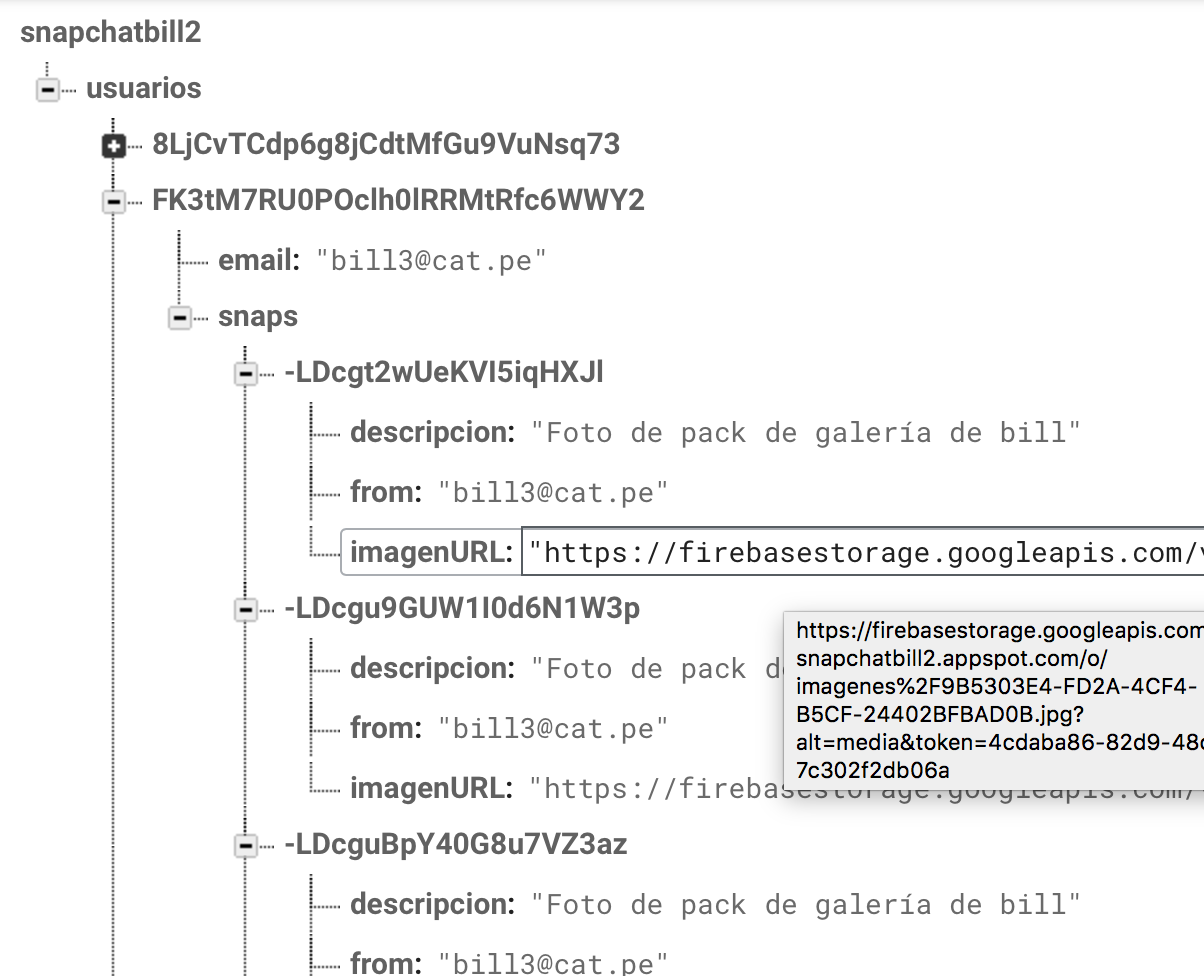 snapchatbill2
usuarios
8LjCvTCdp6g8jCdtMfGu9VuNsq73
FK3tM7RU0POclh0lRRMtRfc6WWY2
email: "bill3@cat.pe"
snaps
-LDcgt2wUeKVI5iqHXJl
descripcion: "Foto de pack de galería de bill"
from: "bill3@cat.pe"
imagenURL: "https://firebasestorage.googleapis.com/
-LDcgu9GUW1I0d6N1W3p
descripcion: "Foto de pack d
from: "bill3@cat.pe"
imagenURL: "https://firebasestorage.googleapis.com/
https://firebasestorage.googleapis.com
snapchatbill2.appspot.com/o/
imagenes%2F9B5303E4-FD2A-4CF4-
B5CF-24402BFBAD0B.jpg?
alt=media&token=4cdaba86-82d9-48
7c302f2db06a
-LDcguBpY40G8u7VZ3az
descripcion: "Foto de pack de galería de bill"
from: "bill3@cat.pe"